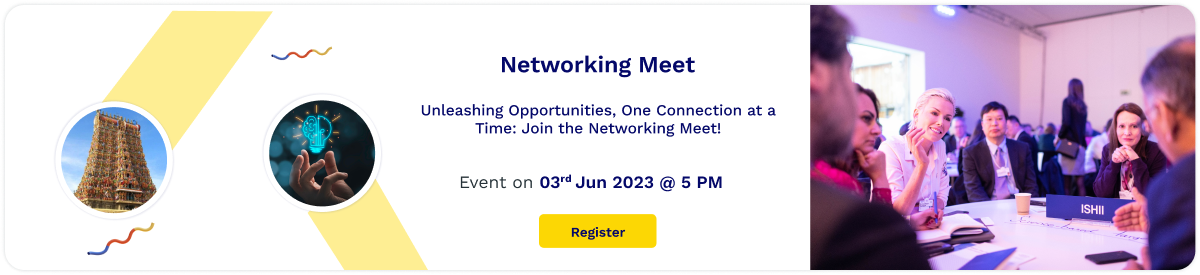 Networking Meet
Unleashing Opportunities, One Connection at a
Time: Join the Networking Meet!
Event on 03rd Jun 2023 @ 5 PM
Register
ISHII